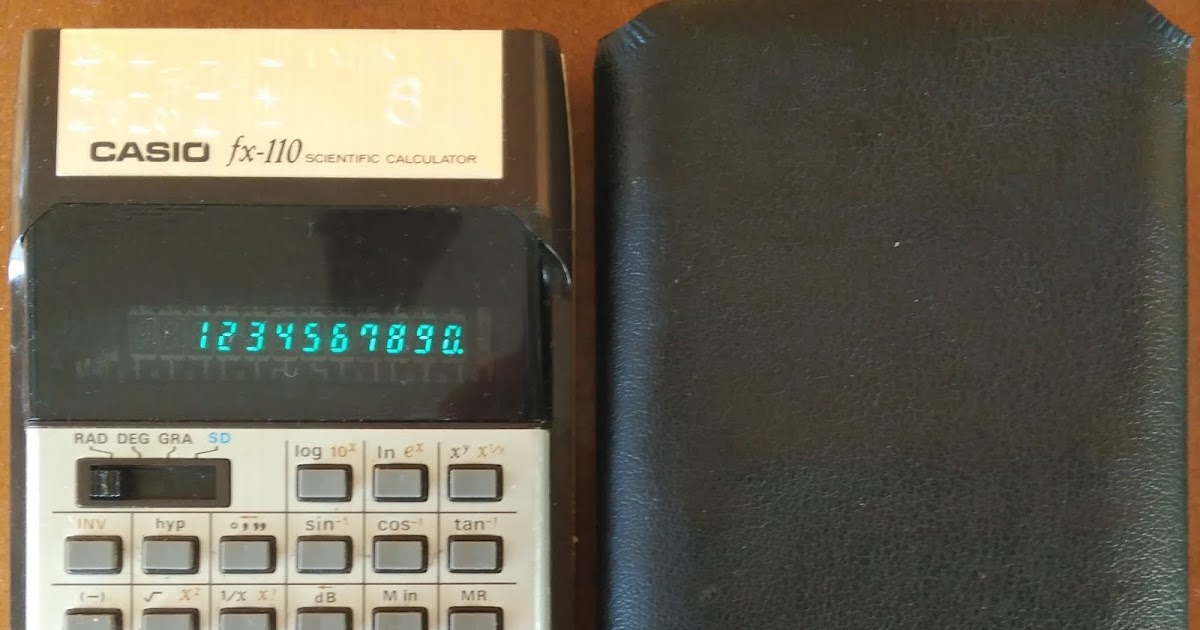 CASIO fx-110 SCIENTIFIC CALCULATOR
1234567890.
RAD DEG GRA SD
log 10ˣ ln eˣ xʸ x¹/ʸ
INV hyp ° , ,, sin⁻¹ cos⁻¹ tan⁻¹
(−) √ x² 1/x x! dB M in MR